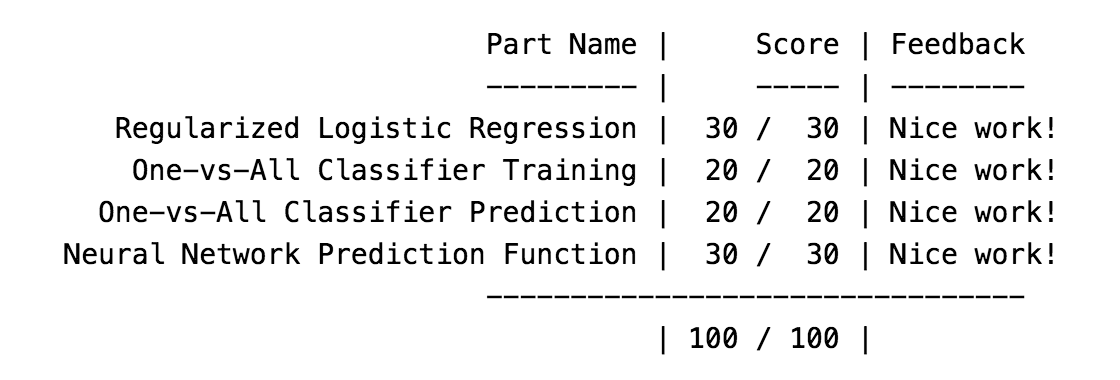 Part Name |     Score | Feedback
--------- |     ----- | --------
Regularized Logistic Regression |  30 /  30 | Nice work!
One-vs-All Classifier Training |  20 /  20 | Nice work!
One-vs-All Classifier Prediction |  20 /  20 | Nice work!
Neural Network Prediction Function |  30 /  30 | Nice work!
--------------------------------
| 100 / 100 |